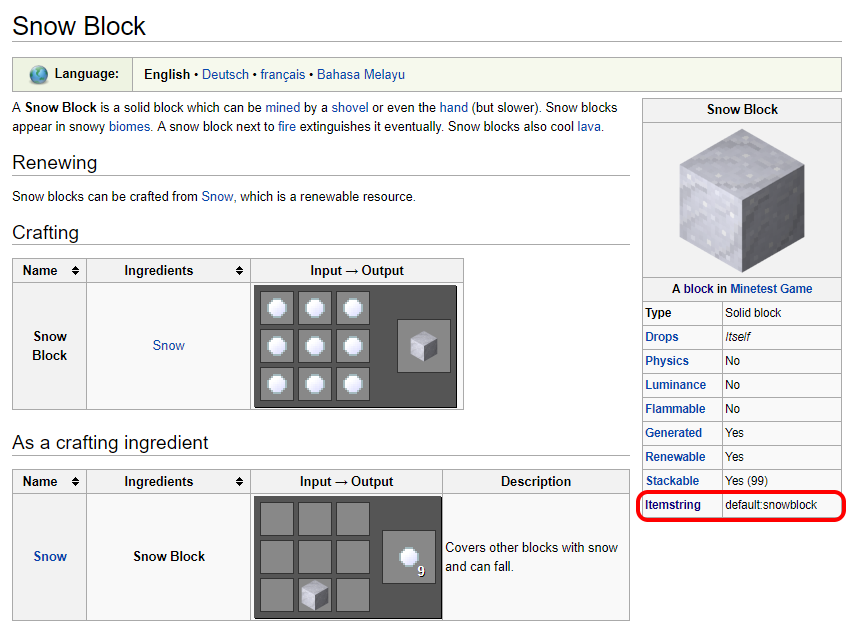 Snow Block
Language:
English • Deutsch • français • Bahasa Melayu
A Snow Block is a solid block which can be mined by a shovel or even the hand (but slower). Snow blocks
appear in snowy biomes. A snow block next to fire extinguishes it eventually. Snow blocks also cool lava.
Renewing
Snow blocks can be crafted from Snow, which is a renewable resource.
Crafting
Name Ingredients Input → Output
Snow
Block
Snow
As a crafting ingredient
Name Ingredients Input → Output Description
Snow
Snow Block
9
Covers other blocks with snow
and can fall.
Snow Block
A block in Minetest Game
Type Solid block
Drops Itself
Physics No
Luminance No
Flammable No
Generated Yes
Renewable Yes
Stackable Yes (99)
Itemstring default:snowblock